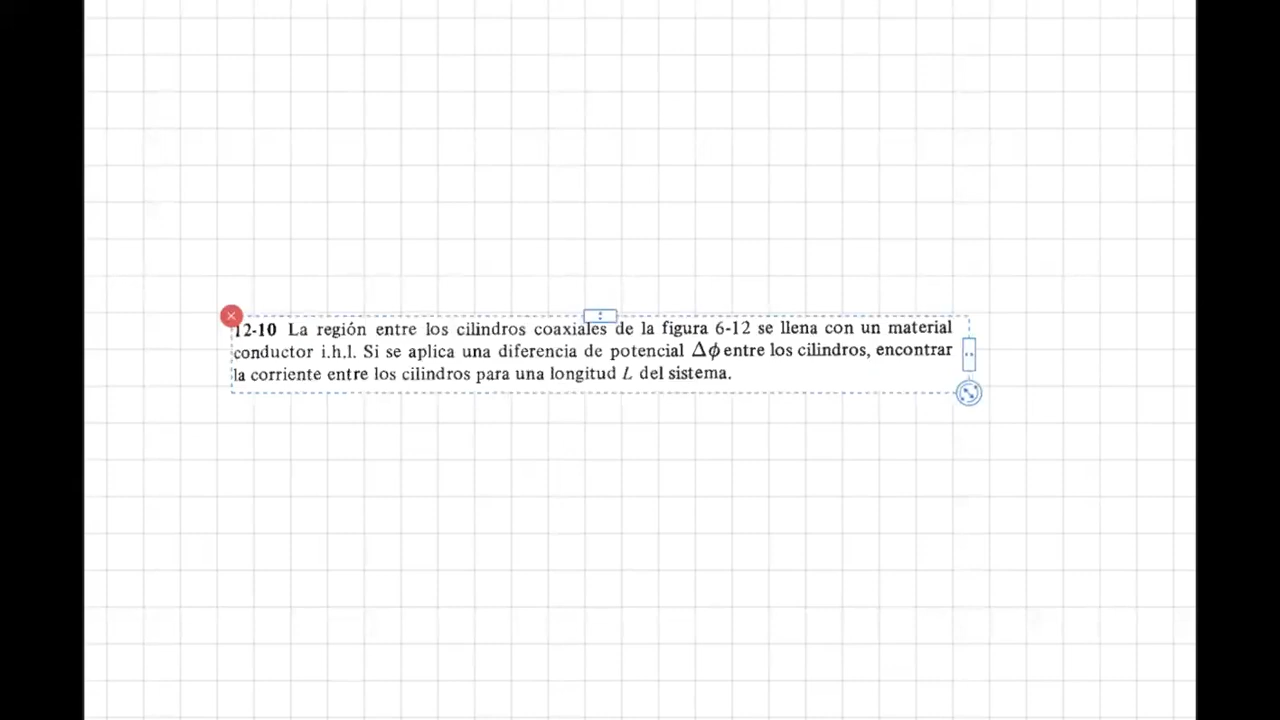 12-10 La región entre los cilindros coaxiales de la figura 6-12 se llena con un material
conductor i.h.l. Si se aplica una diferencia de potencial Δϕ entre los cilindros, encontrar
la corriente entre los cilindros para una longitud L del sistema.